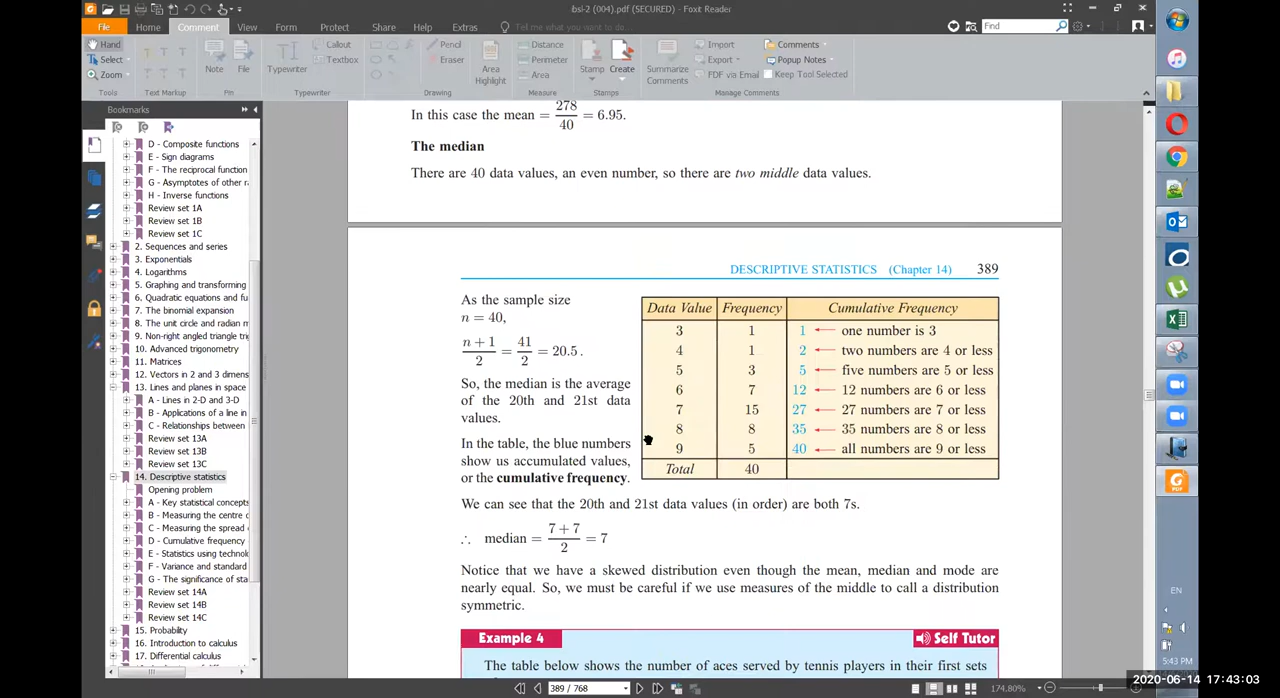 ibsl-2 (004).pdf (SECURED) - Foxit Reader
File Home Comment View Form Protect Share Help Extras Tell me what you want to do... Find
Hand
Select
Zoom
Tools
Text Markup
Note File
Pin
Typewriter
Callout
Textbox
Typewriter
Pencil
Eraser
Drawing
Area
Highlight
Distance
Perimeter
Area
Measure
Stamp Create
Stamps
Summarize
Comments
Import
Export
FDF via Email
Comments
Popup Notes
Keep Tool Selected
Manage Comments
Bookmarks
D - Composite functions
E - Sign diagrams
F - The reciprocal function
G - Asymptotes of other r
H - Inverse functions
Review set 1A
Review set 1B
Review set 1C
2. Sequences and series
3. Exponentials
4. Logarithms
5. Graphing and transforming
6. Quadratic equations and fu
7. The binomial expansion
8. The unit circle and radian m
9. Non-right angled triangle tri
10. Advanced trigonometry
11. Matrices
12. Vectors in 2 and 3 dimens
13. Lines and planes in space
A - Lines in 2-D and 3-D
B - Applications of a line in
C - Relationships between
Review set 13A
Review set 13B
Review set 13C
14. Descriptive statistics
Opening problem
A - Key statistical concepts
B - Measuring the centre o
C - Measuring the spread
D - Cumulative frequency
E - Statistics using technolo
F - Variance and standard
G - The significance of sta
Review set 14A
Review set 14B
Review set 14C
15. Probability
16. Introduction to calculus
17. Differential calculus
In this case the mean = 278/40 = 6.95.
The median
There are 40 data values, an even number, so there are two middle data values.
DESCRIPTIVE STATISTICS (Chapter 14) 389
As the sample size
n = 40,
n + 1/2 = 41/2 = 20.5.
So, the median is the average
of the 20th and 21st data
values.
In the table, the blue numbers
show us accumulated values,
or the cumulative frequency.
Data Value Frequency Cumulative Frequency
3 1 1 ← one number is 3
4 1 2 ← two numbers are 4 or less
5 3 5 ← five numbers are 5 or less
6 7 12 ← 12 numbers are 6 or less
7 15 27 ← 27 numbers are 7 or less
8 8 35 ← 35 numbers are 8 or less
9 5 40 ← all numbers are 9 or less
Total 40
We can see that the 20th and 21st data values (in order) are both 7s.
∴ median = 7 + 7/2 = 7
Notice that we have a skewed distribution even though the mean, median and mode are
nearly equal. So, we must be careful if we use measures of the middle to call a distribution
symmetric.
Example 4 Self Tutor
The table below shows the number of aces served by tennis players in their first sets
389 / 768
174.80%
EN
5:43 PM
2020-06-14 17:43:03